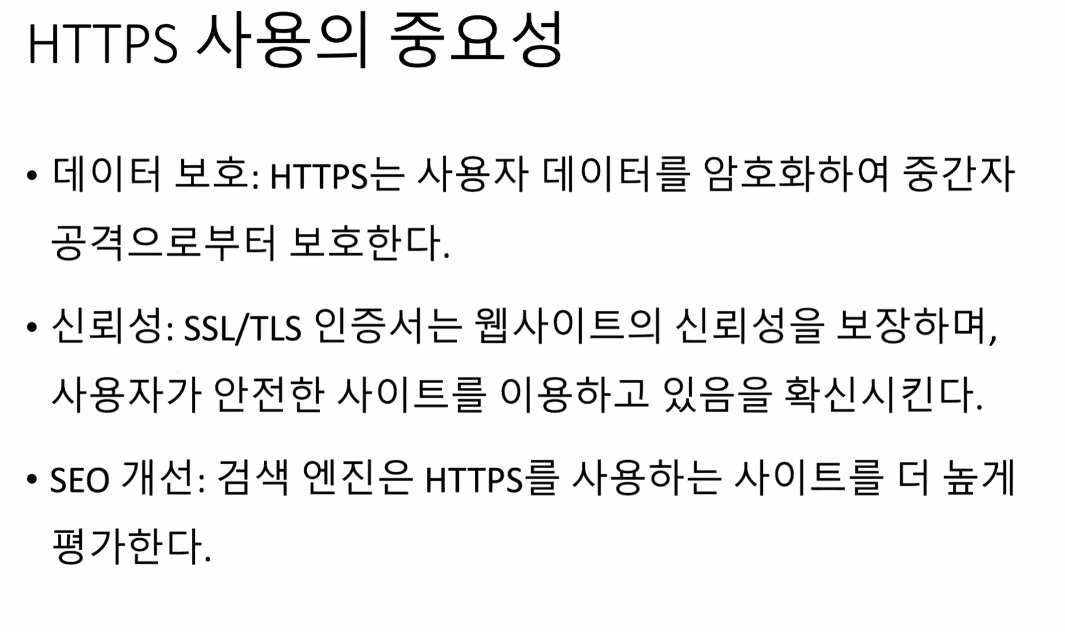 HTTPS 사용의 중요성
• 데이터 보호: HTTPS는 사용자 데이터를 암호화하여 중간자
공격으로부터 보호한다.
• 신뢰성: SSL/TLS 인증서는 웹사이트의 신뢰성을 보장하며,
사용자가 안전한 사이트를 이용하고 있음을 확신시킨다.
• SEO 개선: 검색 엔진은 HTTPS를 사용하는 사이트를 더 높게
평가한다.